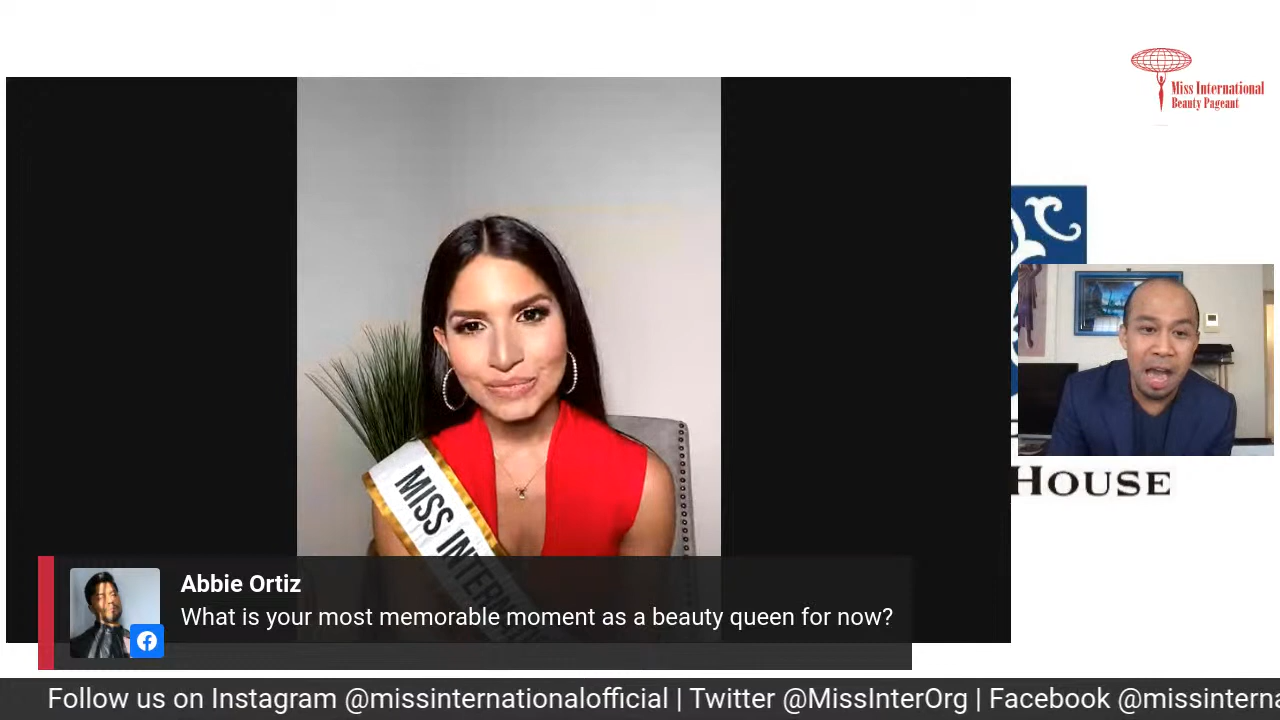 Miss International
Beauty Pageant
HOUSE
MISS INTERN
Abbie Ortiz
What is your most memorable moment as a beauty queen for now?
Follow us on Instagram @missinternationalofficial | Twitter @MissInterOrg | Facebook @missinterna